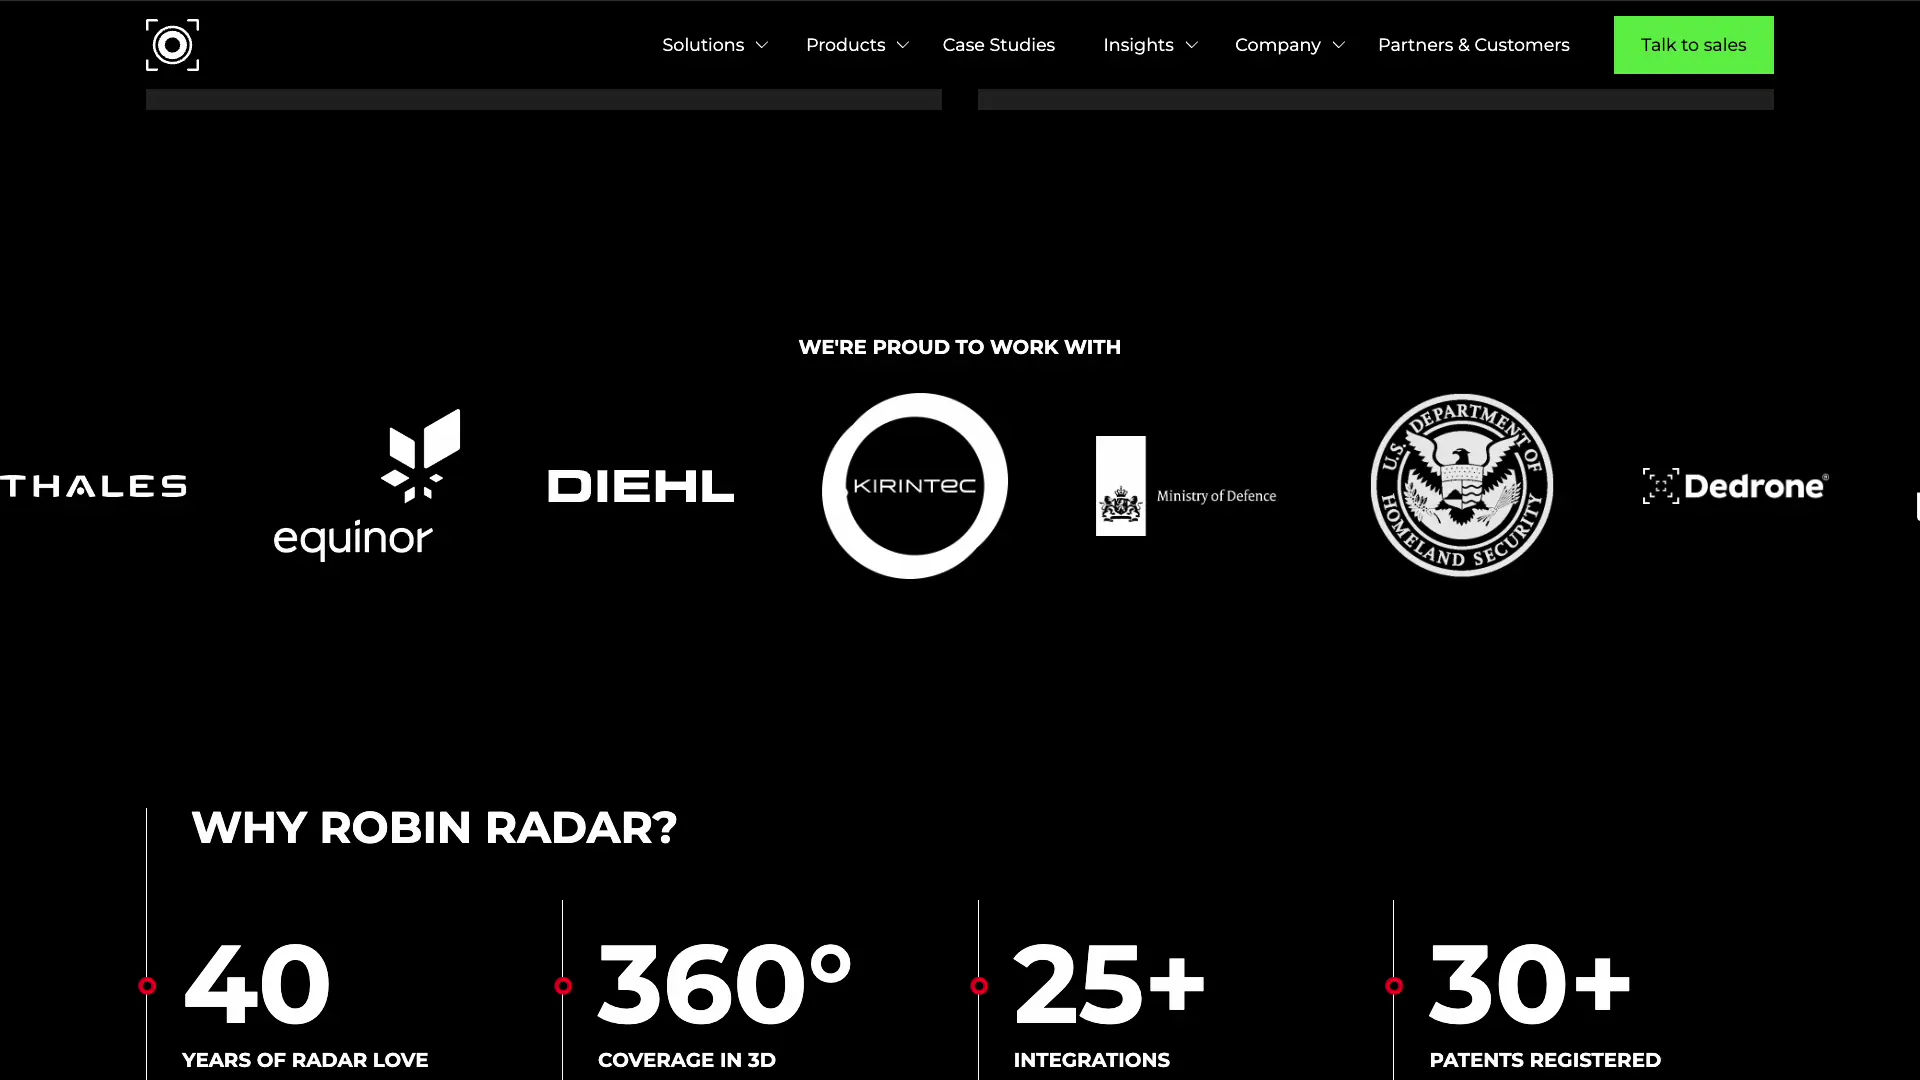 Solutions
Products
Case Studies
Insights
Company
Partners & Customers
Talk to sales
WE'RE PROUD TO WORK WITH
THALES
equinor
DIEHL
KIRINTEC
Ministry of Defence
U.S. DEPARTMENT OF HOMELAND SECURITY
Dedrone®
WHY ROBIN RADAR?
40
YEARS OF RADAR LOVE
360°
COVERAGE IN 3D
25+
INTEGRATIONS
30+
PATENTS REGISTERED